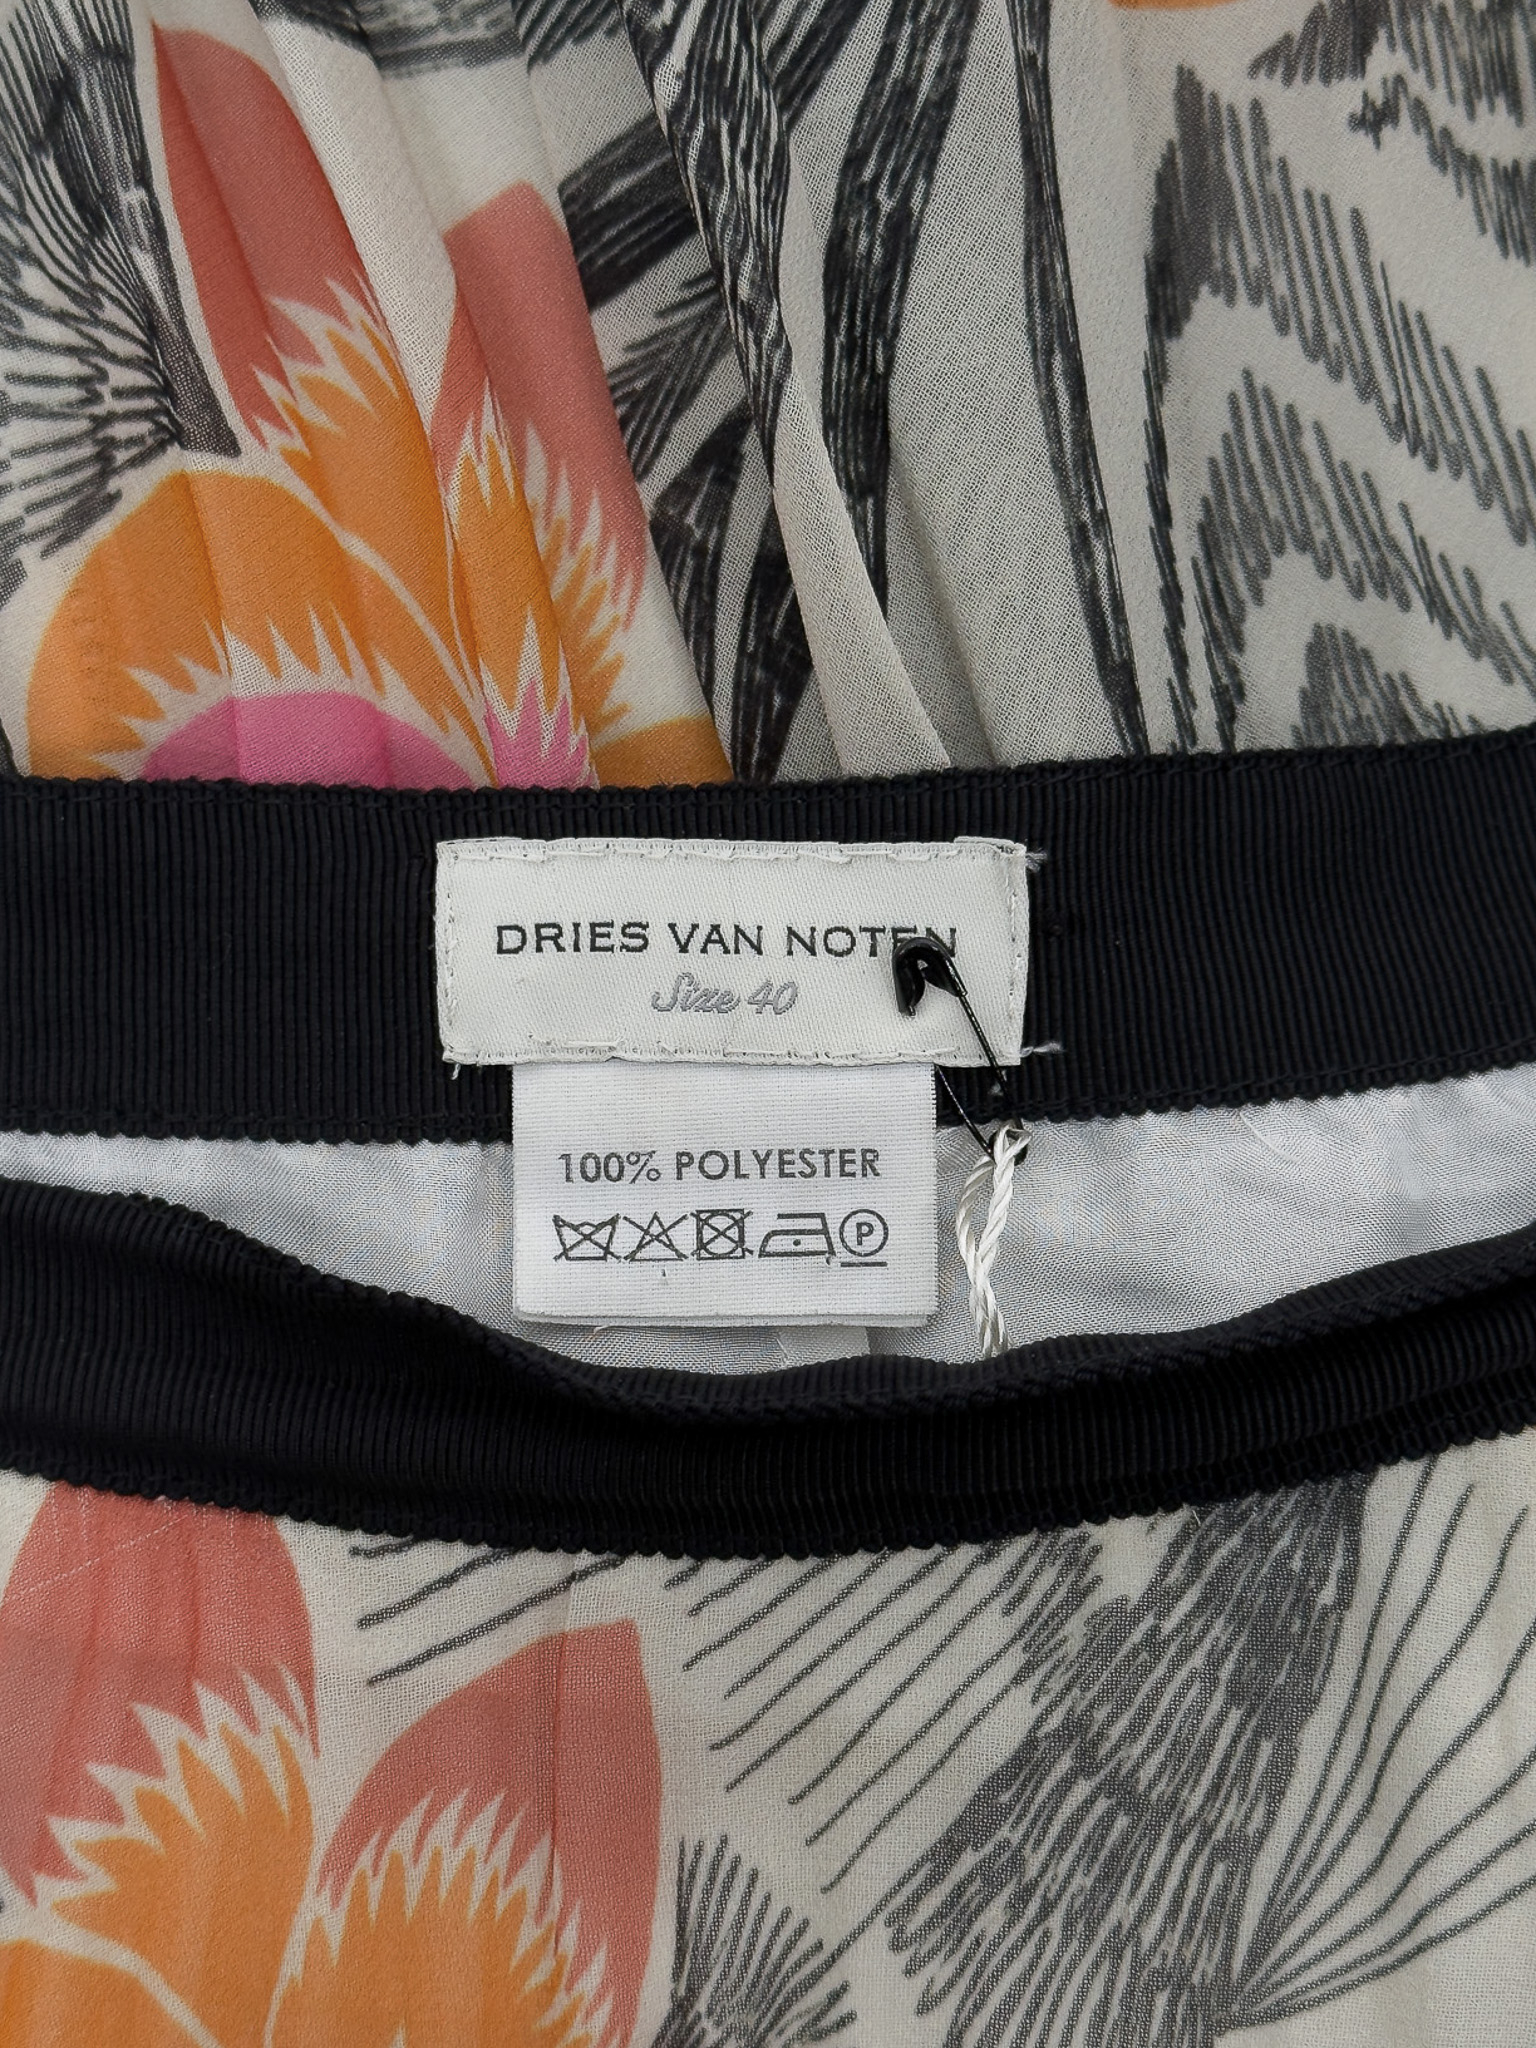 DRIES VAN NOTEN
Size 40
100% POLYESTER
P